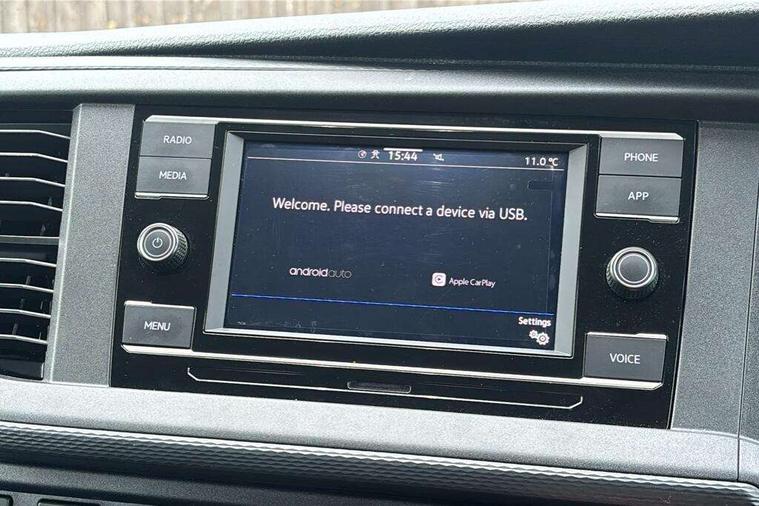 RADIO
MEDIA
MENU
15:44
11.0 °C
Welcome. Please connect a device via USB.
androidauto
Apple CarPlay
Settings
PHONE
APP
VOICE